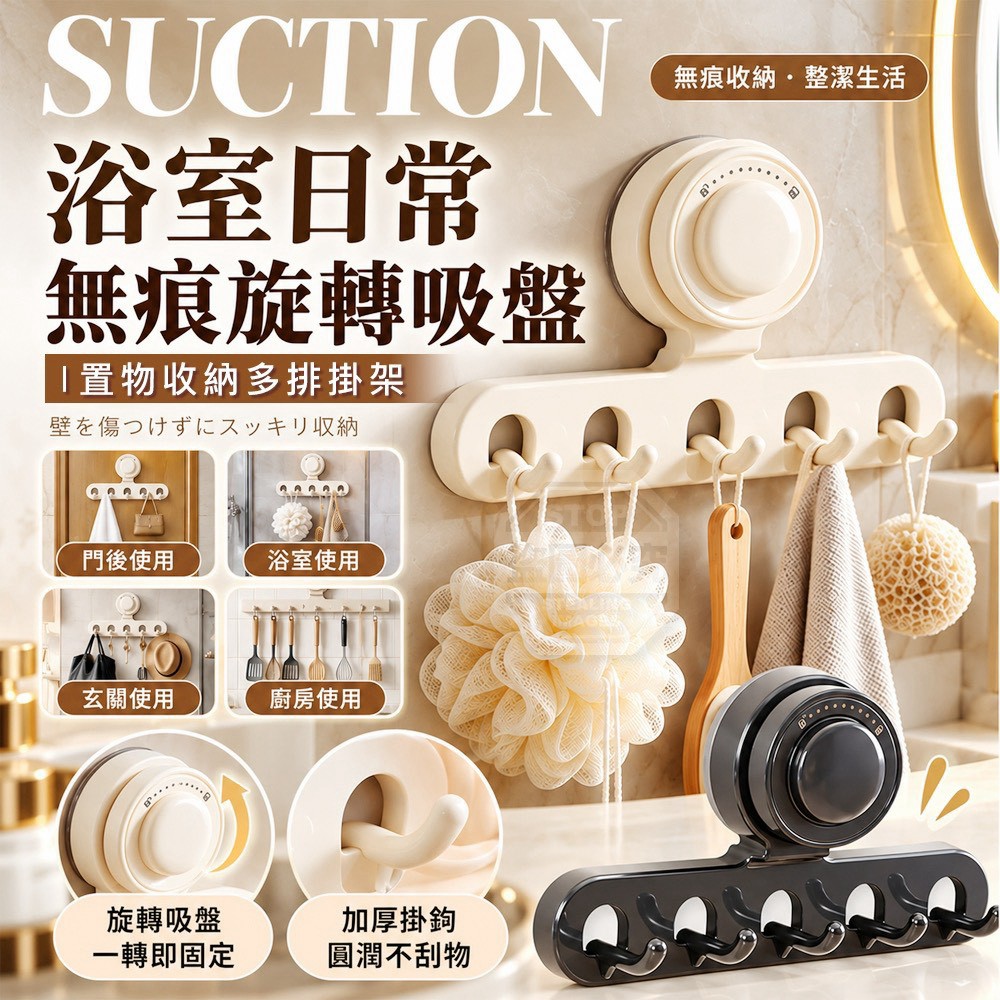 SUCTION
無痕收納・整潔生活
浴室日常
無痕旋轉吸盤
置物收納多排掛架
壁を傷つけずにスッキリ収納
門後使用
浴室使用
玄關使用
廚房使用
旋轉吸盤
一轉即固定
加厚掛鉤
圓潤不刮物
STOP